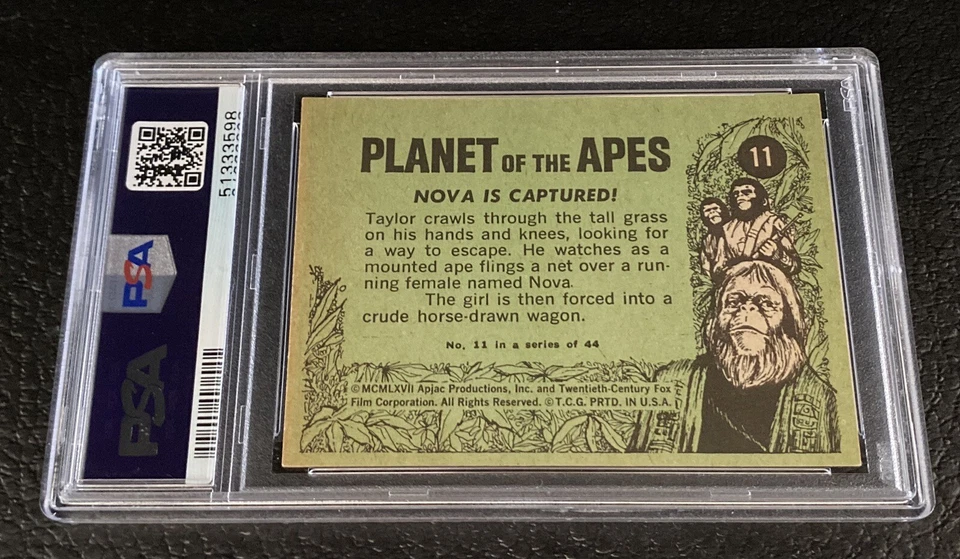 PLANET OF THE APES
11
NOVA IS CAPTURED!
Taylor crawls through the tall grass
on his hands and knees, looking for
a way to escape. He watches as a
mounted ape flings a net over a run-
ning female named Nova.
The girl is then forced into a
crude horse-drawn wagon.
No. 11 in a series of 44
© MCMLXVII Apjac Productions, Inc. and Twentieth-Century Fox
Film Corporation. All Rights Reserved. © T.C.G. PRTD. IN U.S.A.
51333598
PSA
PSA
PSA